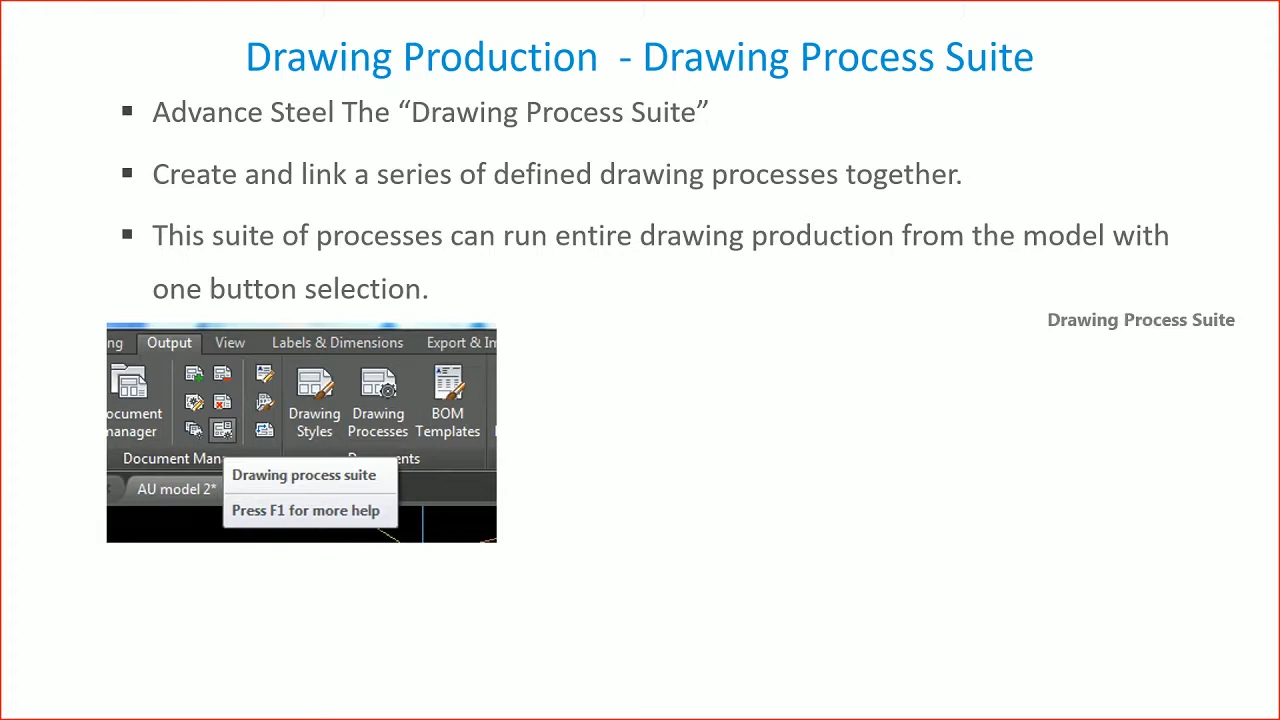 Drawing Production - Drawing Process Suite
Advance Steel The “Drawing Process Suite”
Create and link a series of defined drawing processes together.
This suite of processes can run entire drawing production from the model with
one button selection.
Drawing Process Suite
ng Output View Labels & Dimensions Export & Im
ocument Drawing Drawing BOM
manager Styles Processes Templates
Document Man
AU model 2*
Drawing process suite
Press F1 for more help